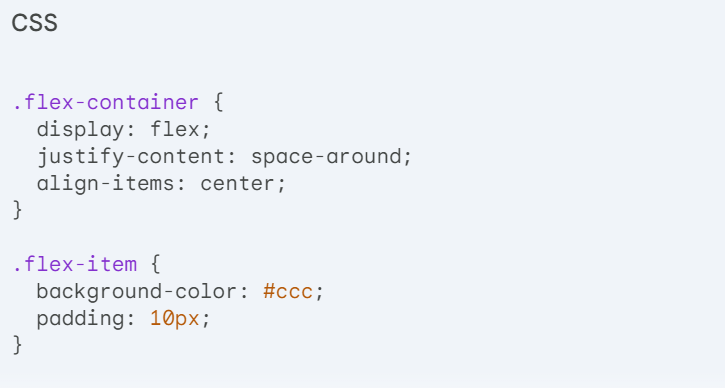 CSS
.flex-container {
  display: flex;
  justify-content: space-around;
  align-items: center;
}
.flex-item {
  background-color: #ccc;
  padding: 10px;
}